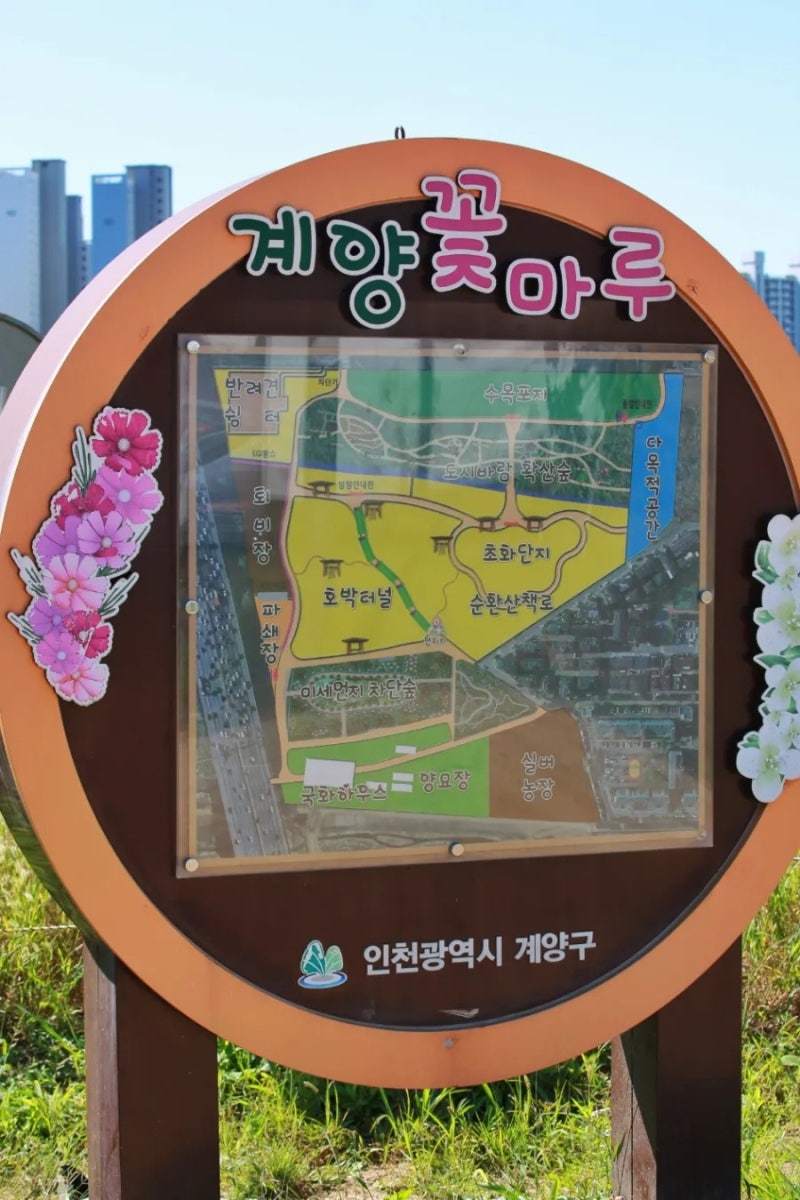 계양꽃마루
반려견
쉼터
차단기
수목포지
도시바람 확산숲
다목적공간
퇴비장
초화단지
호박터널
순환산책로
파쇄장
미세먼지 차단숲
국화하우스
양묘장
실버
농장
인천광역시 계양구